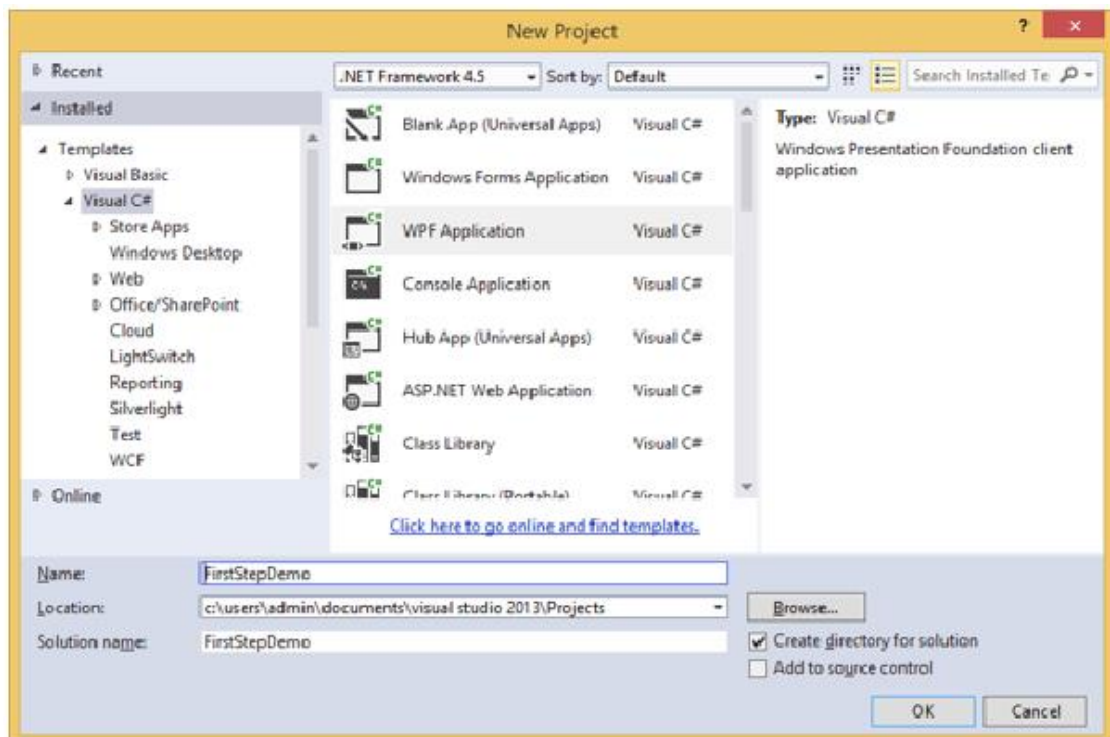 New Project
?
Recent
Installed
Templates
Visual Basic
Visual C#
Store Apps
Windows Desktop
Web
Office/SharePoint
Cloud
LightSwitch
Reporting
Silverlight
Test
WCF
Online
.NET Framework 4.5 Sort by: Default Search Installed Te
Blank App (Universal Apps) Visual C#
Windows Forms Application Visual C#
WPF Application Visual C#
Console Application Visual C#
Hub App (Universal Apps) Visual C#
ASP.NET Web Application Visual C#
Class Library Visual C#
Class Library (Portable) Visual C#
Click here to go online and find templates.
Type: Visual C#
Windows Presentation Foundation client
application
Name: FirstStepDemo
Location: c:\users\admin\documents\visual studio 2013\Projects Browse...
Solution name: FirstStepDemo
Create directory for solution
Add to source control
OK Cancel